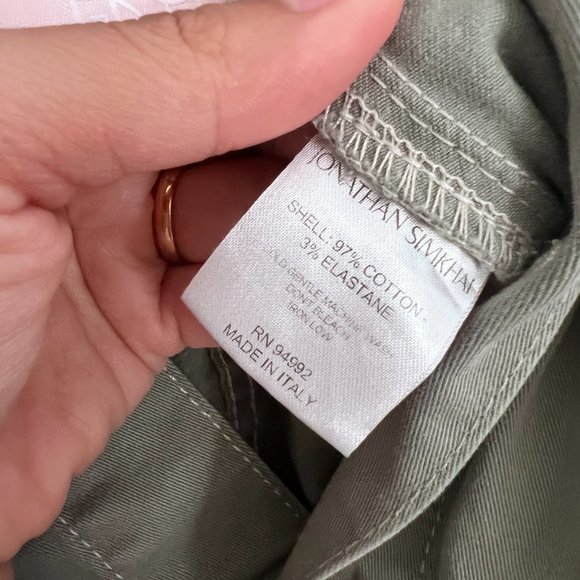 JONATHAN SIMKHAI
SHELL: 97% COTTON -
3% ELASTANE
COLD GENTLE MACHINE WASH
DONT BLEACH
IRON LOW
RN 94992
MADE IN ITALY